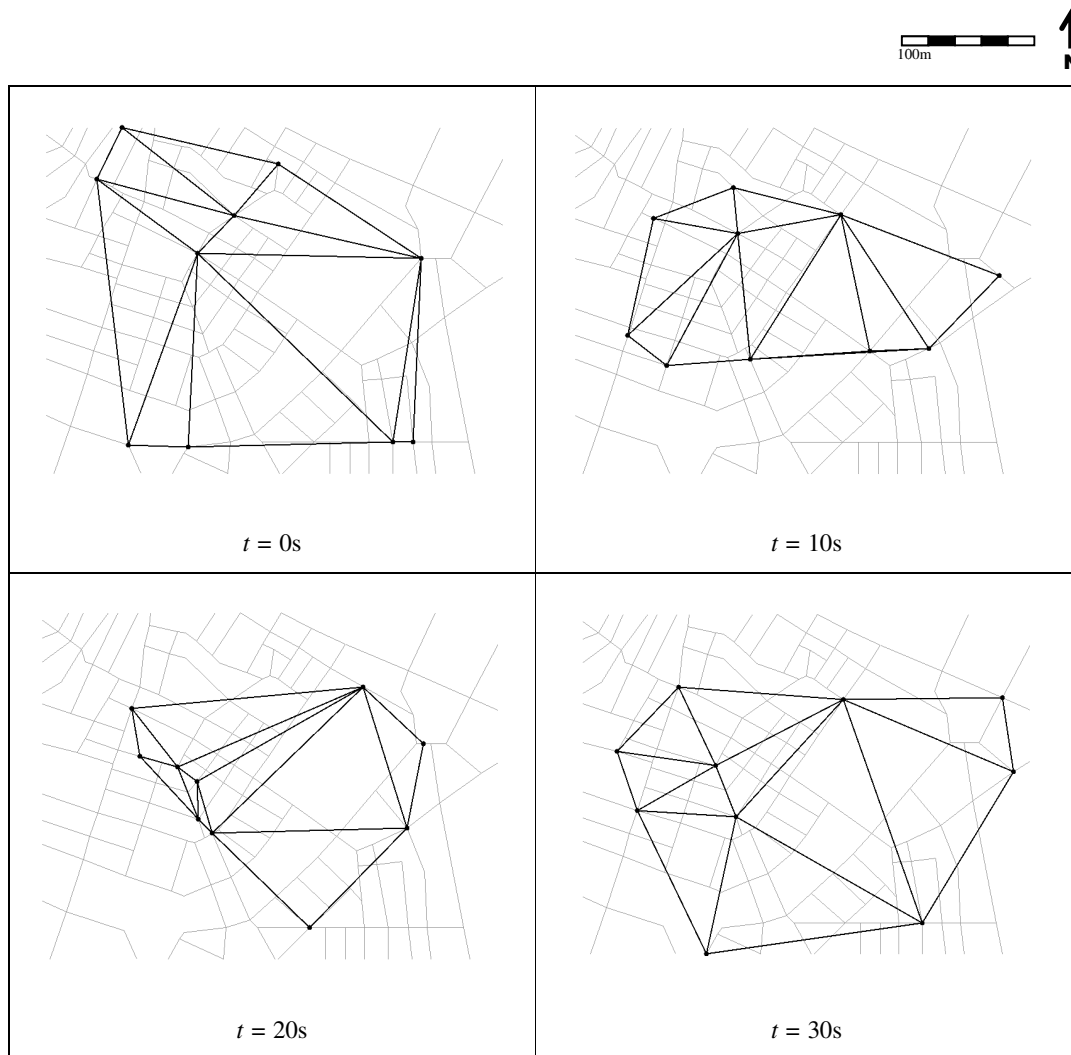 100m
N
t = 0s
t = 10s
t = 20s
t = 30s